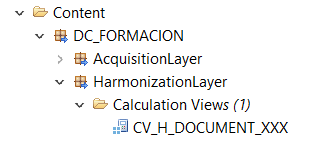 Content
DC_FORMACION
AcquisitionLayer
HarmonizationLayer
Calculation Views (1)
CV_H_DOCUMENT_XXX